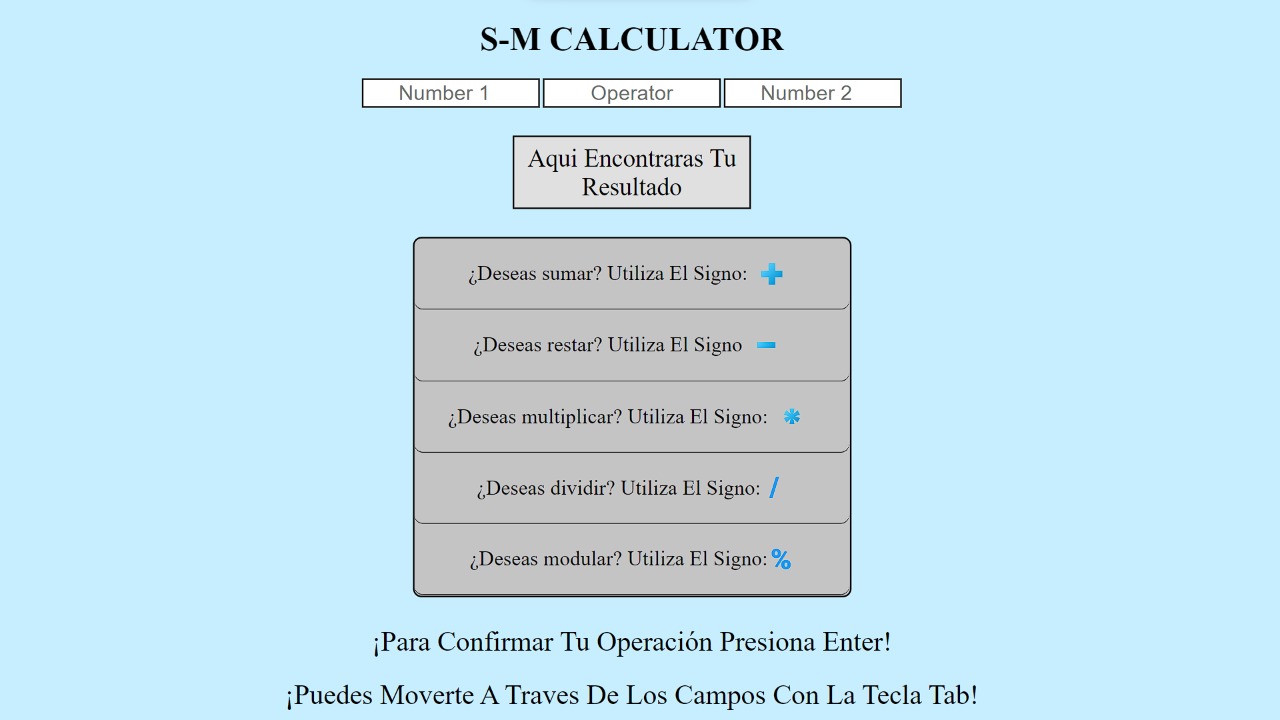 S-M CALCULATOR
Number 1 Operator Number 2
Aqui Encontraras Tu
Resultado
¿Deseas sumar? Utiliza El Signo: +
¿Deseas restar? Utiliza El Signo -
¿Deseas multiplicar? Utiliza El Signo: *
¿Deseas dividir? Utiliza El Signo: /
¿Deseas modular? Utiliza El Signo: %
¡Para Confirmar Tu Operación Presiona Enter!
¡Puedes Moverte A Traves De Los Campos Con La Tecla Tab!